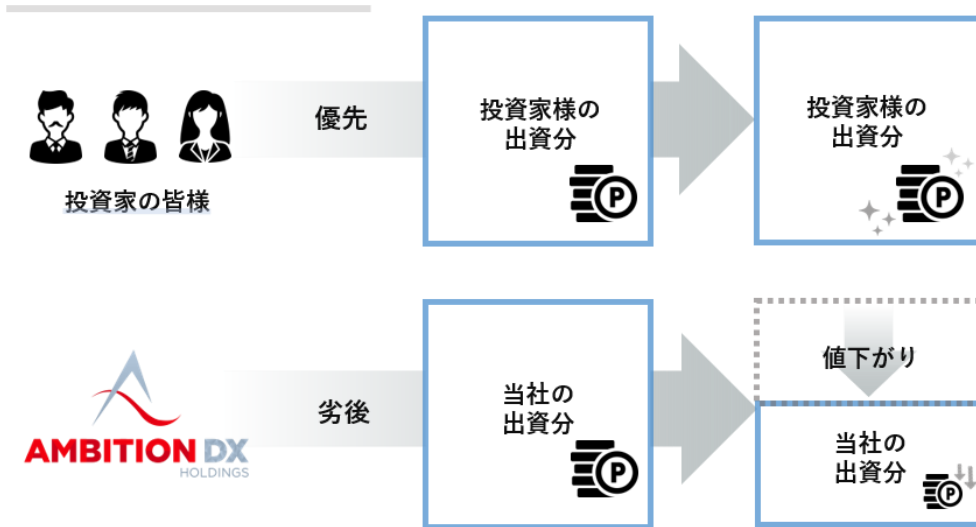 優先
投資家様の
出資分
P
投資家様の
出資分
P
投資家の皆様
劣後
当社の
出資分
P
値下がり
当社の
出資分
P
AMBITION DX
HOLDINGS